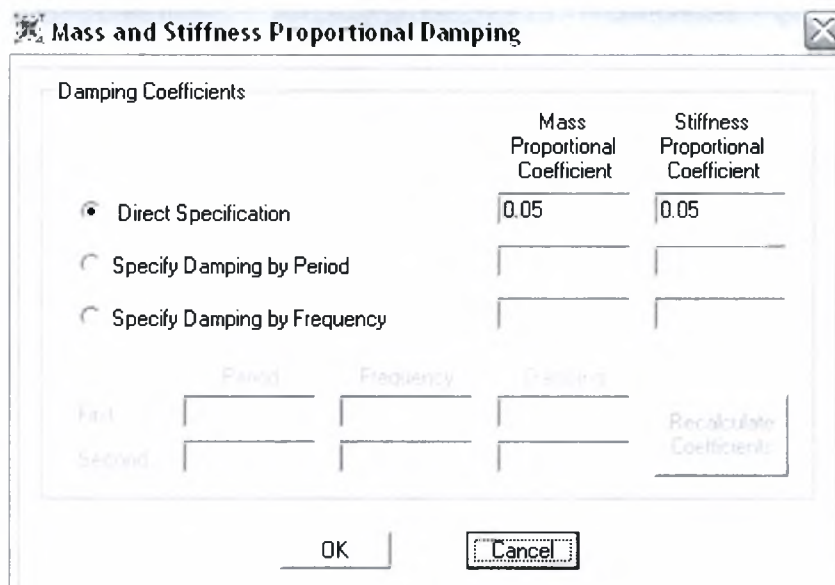 Mass and Stiffness Proportional Damping
Damping Coefficients
Mass Proportional Coefficient
Stiffness Proportional Coefficient
Direct Specification 0.05 0.05
Specify Damping by Period
Specify Damping by Frequency
Period Frequency Damping
First
Second
Recalculate Coefficients
OK Cancel